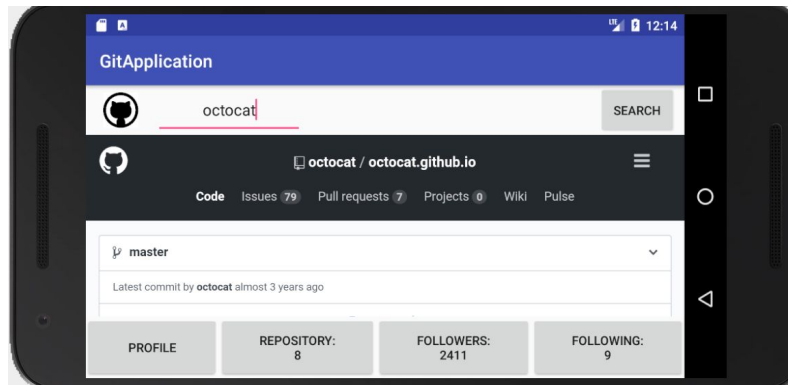 LTE 12:14
GitApplication
octocat SEARCH
octocat / octocat.github.io
Code Issues 79 Pull requests 7 Projects 0 Wiki Pulse
master
Latest commit by octocat almost 3 years ago
PROFILE REPOSITORY: FOLLOWERS: FOLLOWING:
8 2411 9